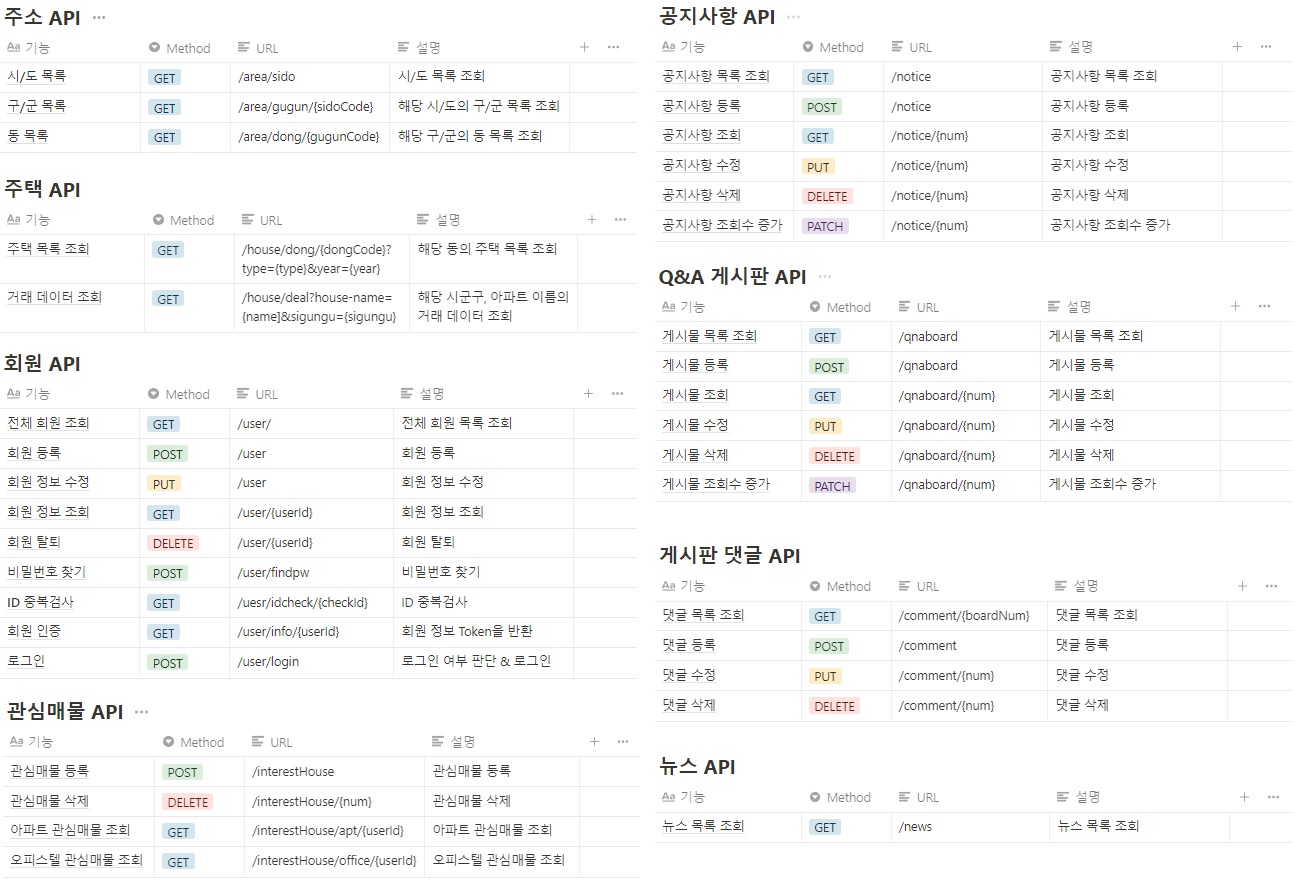 주소 API ···
Aa 기능 Method URL 설명 + ···
시/도 목록 GET /area/sido 시/도 목록 조회
구/군 목록 GET /area/gugun/{sidoCode} 해당 시/도의 구/군 목록 조회
동 목록 GET /area/dong/{gugunCode} 해당 구/군의 동 목록 조회
주택 API
Aa 기능 Method URL 설명 + ···
주택 목록 조회 GET /house/dong/{dongCode}? 해당 동의 주택 목록 조회
type={type}&year={year}
거래 데이터 조회 GET /house/deal?house-name= 해당 시군구, 아파트 이름의
{name]&sigungu={sigungu} 거래 데이터 조회
회원 API
Aa 기능 Method URL 설명 + ···
전체 회원 조회 GET /user/ 전체 회원 목록 조회
회원 등록 POST /user 회원 등록
회원 정보 수정 PUT /user 회원 정보 수정
회원 정보 조회 GET /user/{userId} 회원 정보 조회
회원 탈퇴 DELETE /user/{userId} 회원 탈퇴
비밀번호 찾기 POST /user/findpw 비밀번호 찾기
ID 중복검사 GET /uesr/idcheck/{checkId} ID 중복검사
회원 인증 GET /user/info/{userId} 회원 정보 Token을 반환
로그인 POST /user/login 로그인 여부 판단 & 로그인
관심매물 API ···
Aa 기능 Method URL 설명 + ···
관심매물 등록 POST /interestHouse 관심매물 등록
관심매물 삭제 DELETE /interestHouse/{num} 관심매물 삭제
아파트 관심매물 조회 GET /interestHouse/apt/{userId} 아파트 관심매물 조회
오피스텔 관심매물 조회 GET /interestHouse/office/{userId} 오피스텔 관심매물 조회
공지사항 API ···
Aa 기능 Method URL 설명 + ···
공지사항 목록 조회 GET /notice 공지사항 목록 조회
공지사항 등록 POST /notice 공지사항 등록
공지사항 조회 GET /notice/{num} 공지사항 조회
공지사항 수정 PUT /notice/{num} 공지사항 수정
공지사항 삭제 DELETE /notice/{num} 공지사항 삭제
공지사항 조회수 증가 PATCH /notice/{num} 공지사항 조회수 증가
Q&A 게시판 API ···
Aa 기능 Method URL 설명 + ···
게시물 목록 조회 GET /qnaboard 게시물 목록 조회
게시물 등록 POST /qnaboard 게시물 등록
게시물 조회 GET /qnaboard/{num} 게시물 조회
게시물 수정 PUT /qnaboard/{num} 게시물 수정
게시물 삭제 DELETE /qnaboard/{num} 게시물 삭제
게시물 조회수 증가 PATCH /qnaboard/{num} 게시물 조회수 증가
게시판 댓글 API
Aa 기능 Method URL 설명 + ···
댓글 목록 조회 GET /comment/{boardNum} 댓글 목록 조회
댓글 등록 POST /comment 댓글 등록
댓글 수정 PUT /comment/{num} 댓글 수정
댓글 삭제 DELETE /comment/{num} 댓글 삭제
뉴스 API
Aa 기능 Method URL 설명 + ···
뉴스 목록 조회 GET /news 뉴스 목록 조회